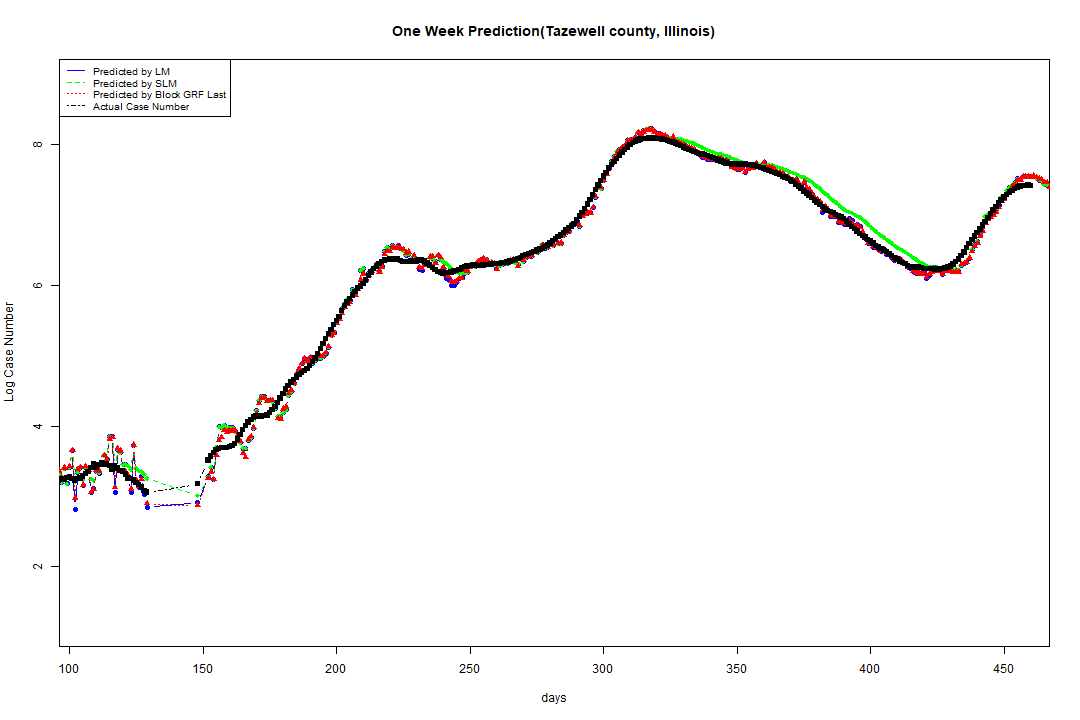 One Week Prediction(Tazewell county, Illinois)
Predicted by LM
Predicted by SLM
Predicted by Block GRF Last
Actual Case Number
Log Case Number
8
6
4
2
100 150 200 250 300 350 400 450
days